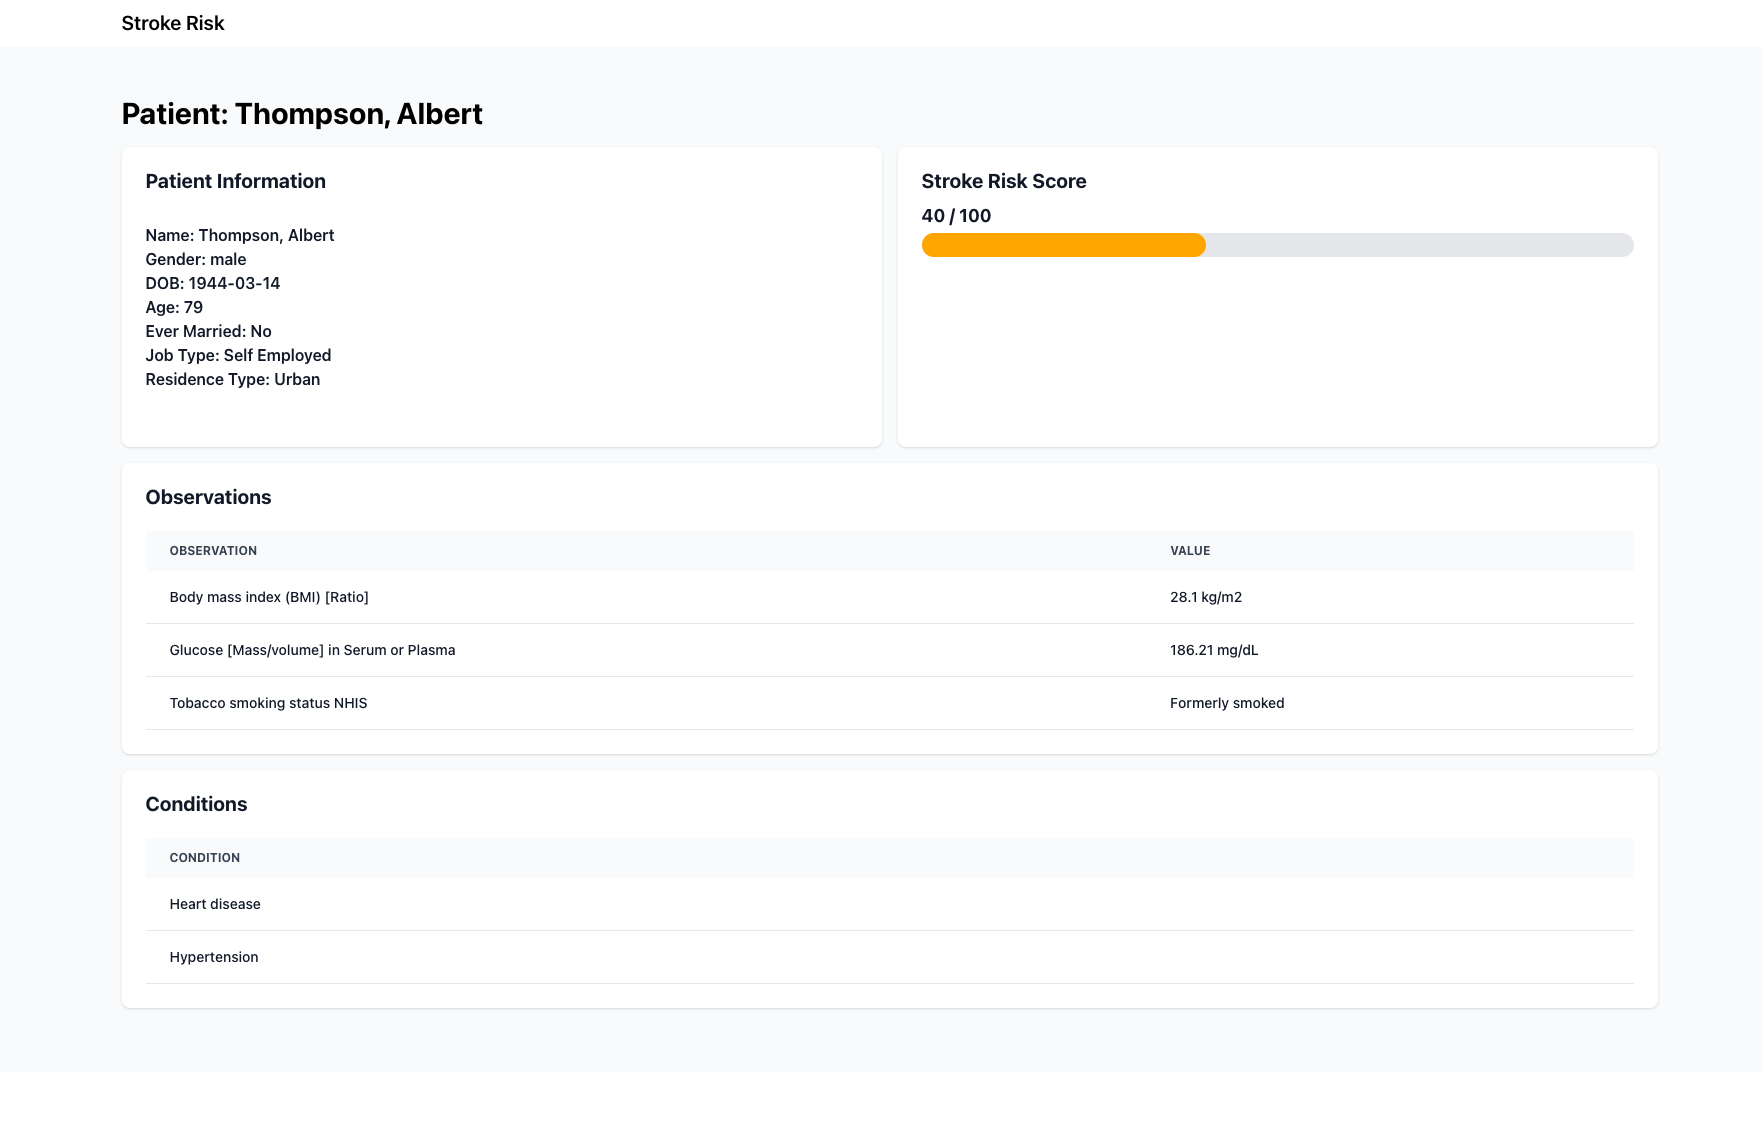 Stroke Risk
Patient: Thompson, Albert
Patient Information
Name: Thompson, Albert
Gender: male
DOB: 1944-03-14
Age: 79
Ever Married: No
Job Type: Self Employed
Residence Type: Urban
Stroke Risk Score
40 / 100
Observations
OBSERVATION VALUE
Body mass index (BMI) [Ratio] 28.1 kg/m2
Glucose [Mass/volume] in Serum or Plasma 186.21 mg/dL
Tobacco smoking status NHIS Formerly smoked
Conditions
CONDITION
Heart disease
Hypertension